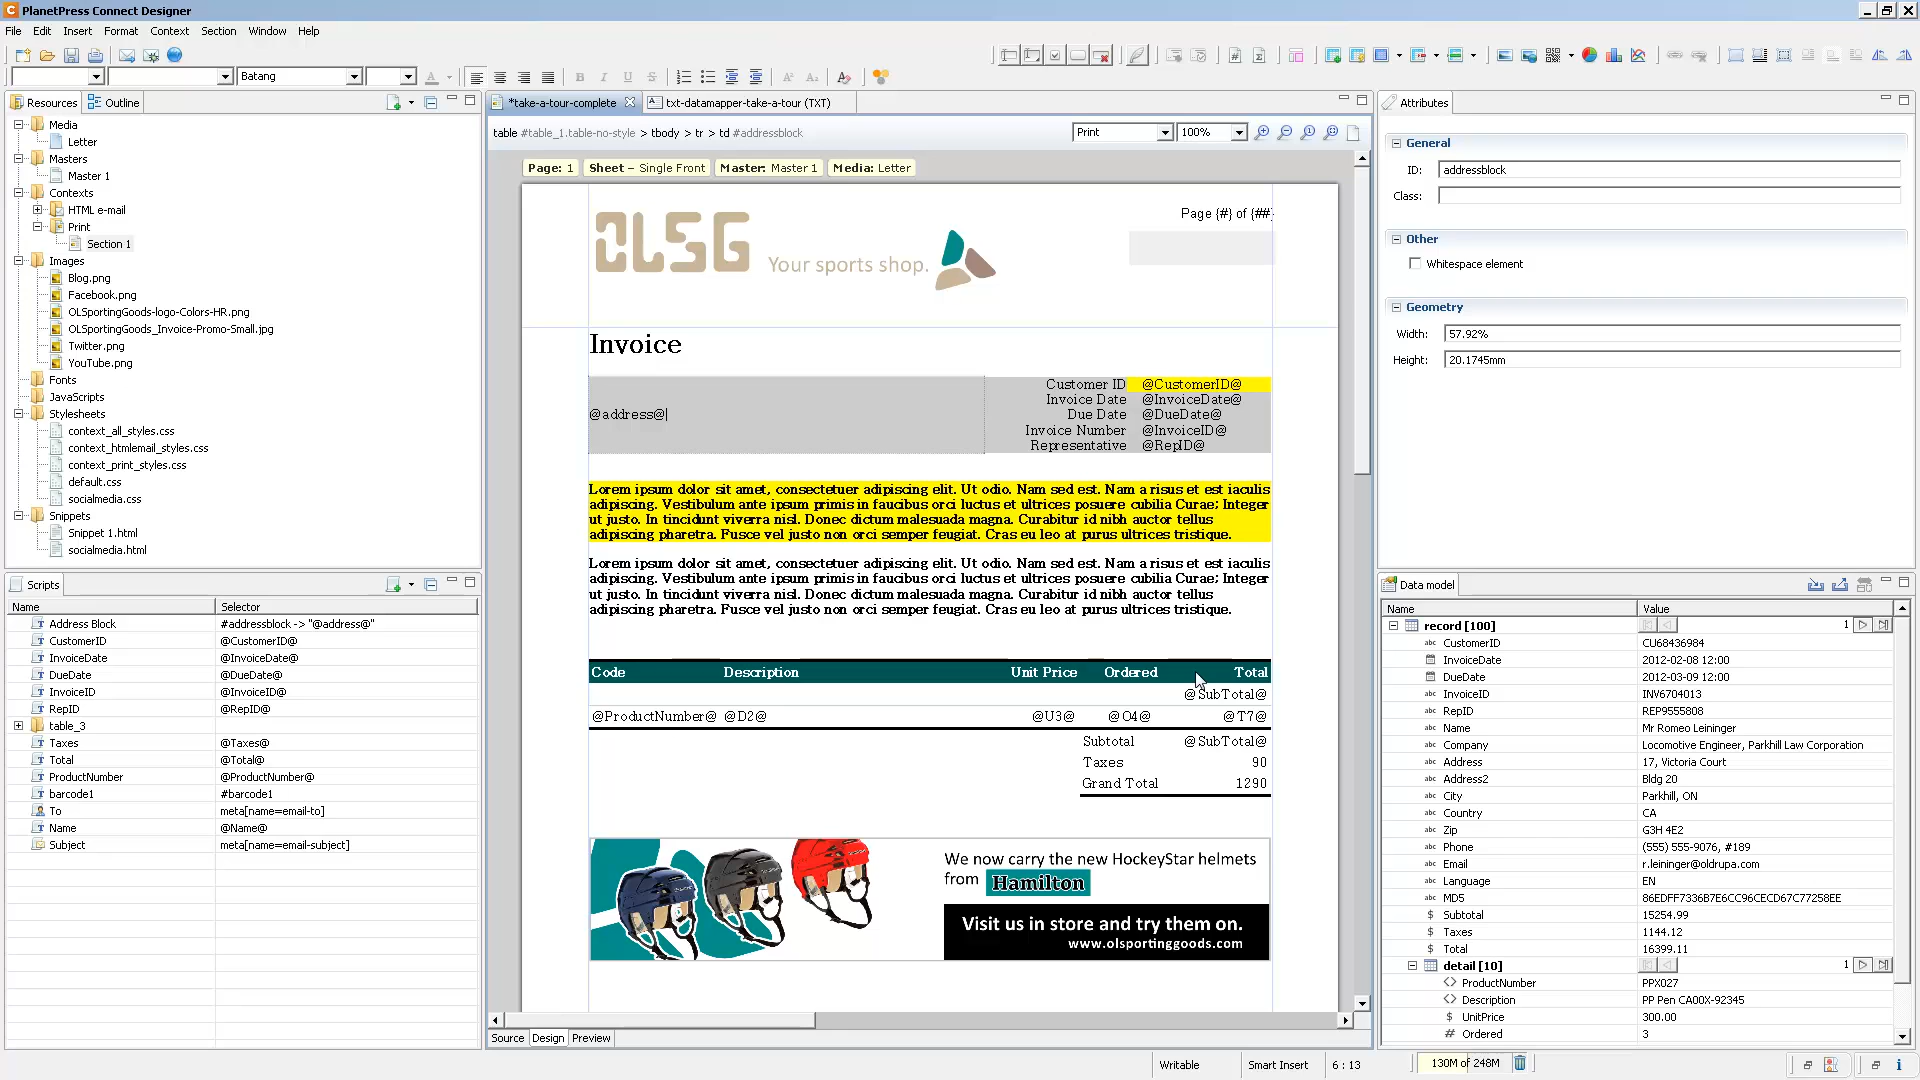 PlanetPress Connect Designer
File Edit Insert Format Context Section Window Help
Batang
Resources Outline
Media
Letter
Masters
Master 1
Contexts
HTML e-mail
Print
Section 1
Images
Blog.png
Facebook.png
OLSportingGoods-logo-Colors-HR.png
OLSportingGoods_Invoice-Promo-Small.jpg
Twitter.png
YouTube.png
Fonts
JavaScripts
Stylesheets
context_all_styles.css
context_htmlemail_styles.css
context_print_styles.css
default.css
socialmedia.css
Snippets
Snippet 1.html
socialmedia.html
Scripts
Name Selector
Address Block #addressblock -> "@address@"
CustomerID @CustomerID@
InvoiceDate @InvoiceDate@
DueDate @DueDate@
InvoiceID @InvoiceID@
RepID @RepID@
table_3
Taxes @Taxes@
Total @Total@
ProductNumber @ProductNumber@
barcode1 #barcode1
To meta[name=email-to]
Name @Name@
Subject meta[name=email-subject]
*take-a-tour-complete txt-datamapper-take-a-tour (TXT)
table #table_1.table-no-style > tbody > tr > td #addressblock
Print 100%
Page: 1 Sheet – Single Front Master: Master 1 Media: Letter
OLSG Your sports shop.
Page {#} of {##}
Invoice
@address@
Customer ID @CustomerID@
Invoice Date @InvoiceDate@
Due Date @DueDate@
Invoice Number @InvoiceID@
Representative @RepID@
Lorem ipsum dolor sit amet, consectetuer adipiscing elit. Ut odio. Nam sed est. Nam a risus et est iaculis
adipiscing. Vestibulum ante ipsum primis in faucibus orci luctus et ultrices posuere cubilia Curae; Integer
ut justo. In tincidunt viverra nisl. Donec dictum malesuada magna. Curabitur id nibh auctor tellus
adipiscing pharetra. Fusce vel justo non orci semper feugiat. Cras eu leo at purus ultrices tristique.
Lorem ipsum dolor sit amet, consectetuer adipiscing elit. Ut odio. Nam sed est. Nam a risus et est iaculis
adipiscing. Vestibulum ante ipsum primis in faucibus orci luctus et ultrices posuere cubilia Curae; Integer
ut justo. In tincidunt viverra nisl. Donec dictum malesuada magna. Curabitur id nibh auctor tellus
adipiscing pharetra. Fusce vel justo non orci semper feugiat. Cras eu leo at purus ultrices tristique.
Code Description Unit Price Ordered Total
@SubTotal@
@ProductNumber@ @D2@ @U3@ @O4@ @T7@
Subtotal @SubTotal@
Taxes 90
Grand Total 1290
We now carry the new HockeyStar helmets
from Hamilton
Visit us in store and try them on.
www.olsportinggoods.com
Source Design Preview
Attributes
General
ID: addressblock
Class:
Other
Whitespace element
Geometry
Width: 57.92%
Height: 20.1745mm
Data model
Name Value
record [100] 1
CustomerID CU68436984
InvoiceDate 2012-02-08 12:00
DueDate 2012-03-09 12:00
InvoiceID INV6704013
RepID REP9555808
Name Mr Romeo Leininger
Company Locomotive Engineer, Parkhill Law Corporation
Address 17, Victoria Court
Address2 Bldg 20
City Parkhill, ON
Country CA
Zip G3H 4E2
Phone (555) 555-9076, #189
Email r.leininger@oldrupa.com
Language EN
MD5 86EDFF7336B7E6CC96CECD67C77258EE
Subtotal 15254.99
Taxes 1144.12
Total 16399.11
detail [10] 1
ProductNumber PPX027
Description PP Pen CA00X-92345
UnitPrice 300.00
Ordered 3
Writable Smart Insert 6 : 13 130M of 248M